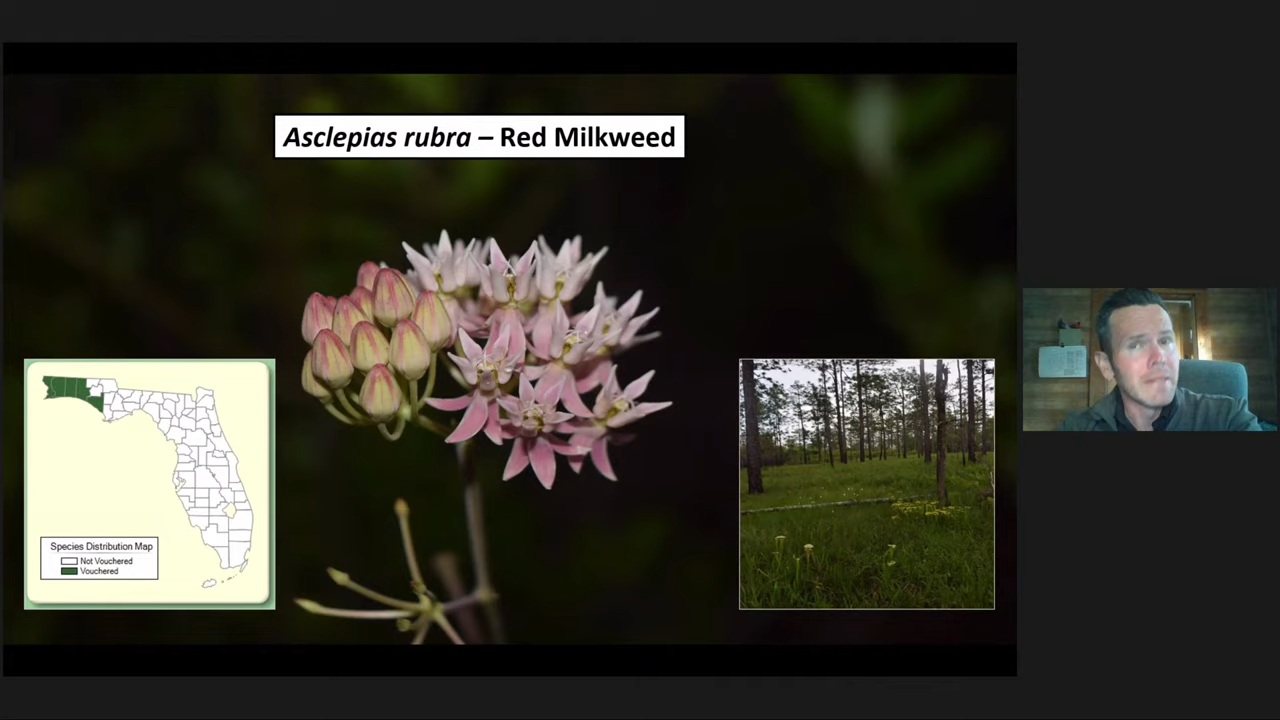 Asclepias rubra – Red Milkweed
Species Distribution Map
Not Vouchered
Vouchered